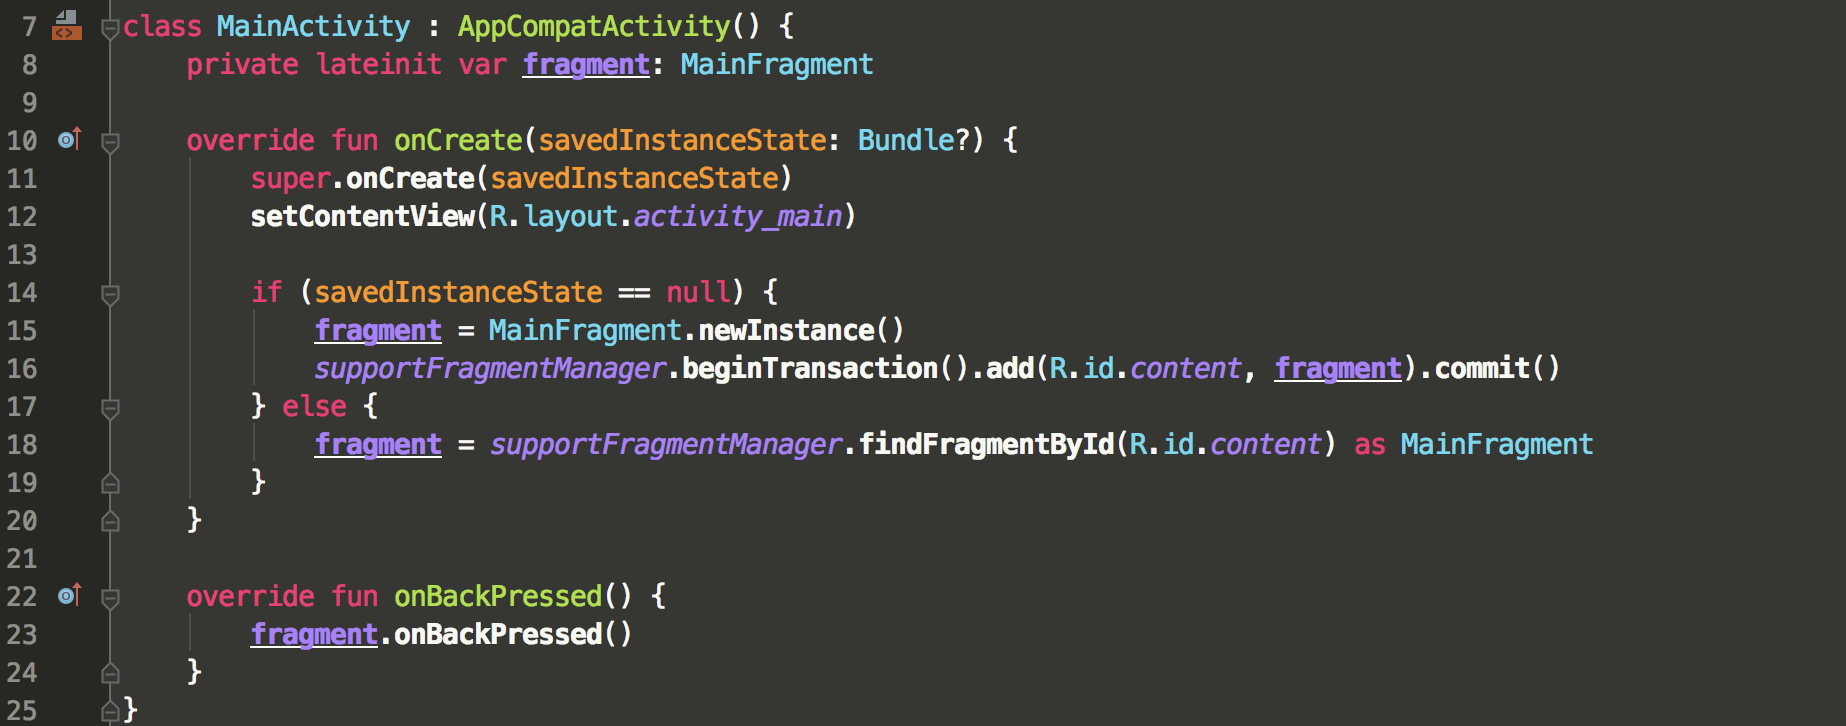 7 class MainActivity : AppCompatActivity() {
8     private lateinit var fragment: MainFragment
9
10     override fun onCreate(savedInstanceState: Bundle?) {
11         super.onCreate(savedInstanceState)
12         setContentView(R.layout.activity_main)
13
14         if (savedInstanceState == null) {
15             fragment = MainFragment.newInstance()
16             supportFragmentManager.beginTransaction().add(R.id.content, fragment).commit()
17         } else {
18             fragment = supportFragmentManager.findFragmentById(R.id.content) as MainFragment
19         }
20     }
21
22     override fun onBackPressed() {
23         fragment.onBackPressed()
24     }
25 }